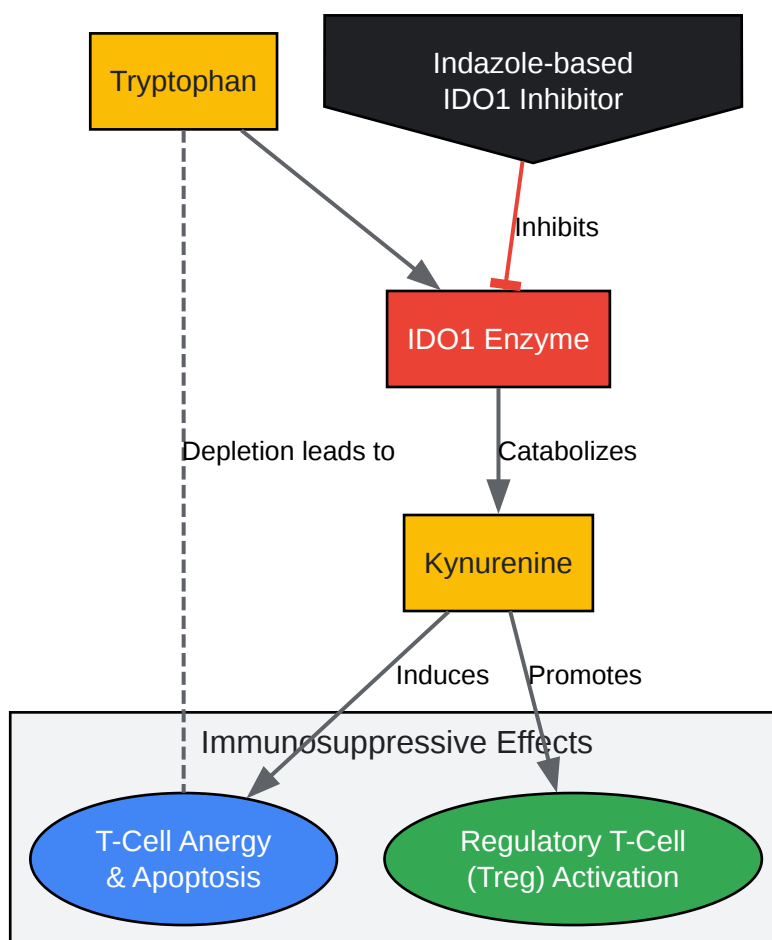 Tryptophan
Indazole-based
IDO1 Inhibitor
Inhibits
IDO1 Enzyme
Depletion leads to
Catabolizes
Kynurenine
Induces
Promotes
Immunosuppressive Effects
T-Cell Anergy
& Apoptosis
Regulatory T-Cell
(Treg) Activation